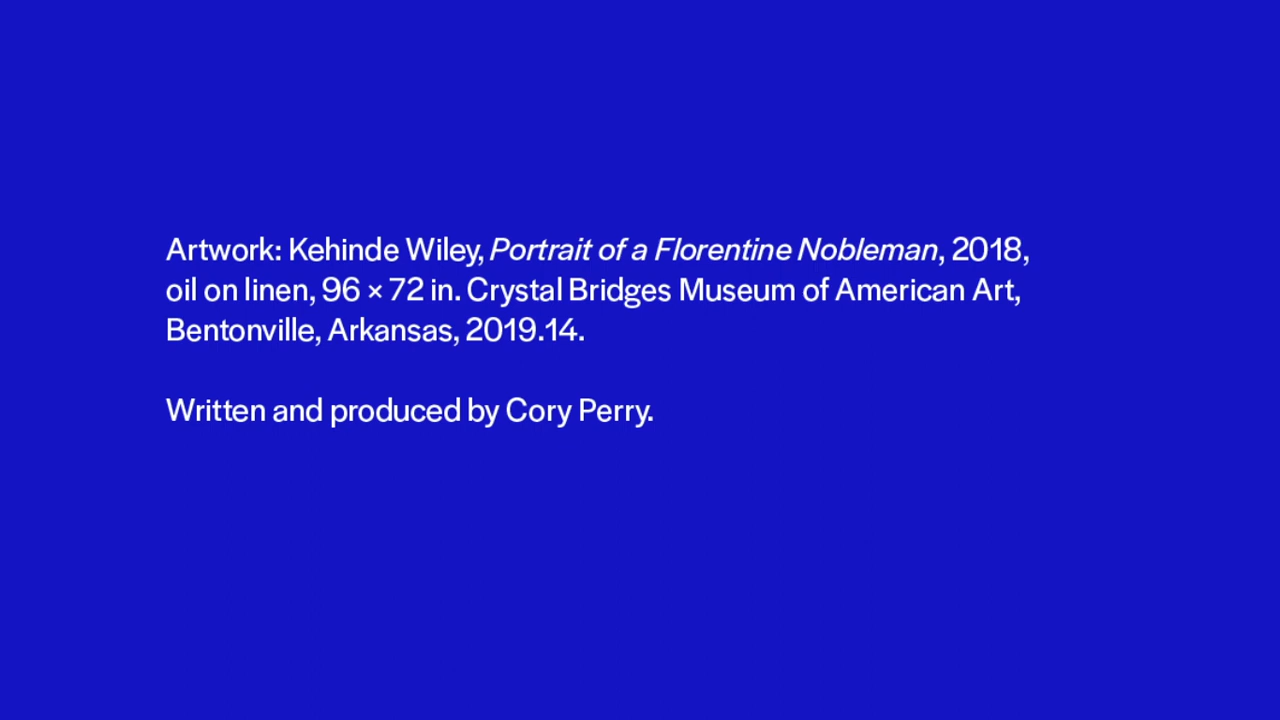 Artwork: Kehinde Wiley, Portrait of a Florentine Nobleman, 2018,
oil on linen, 96 × 72 in. Crystal Bridges Museum of American Art,
Bentonville, Arkansas, 2019.14.
Written and produced by Cory Perry.